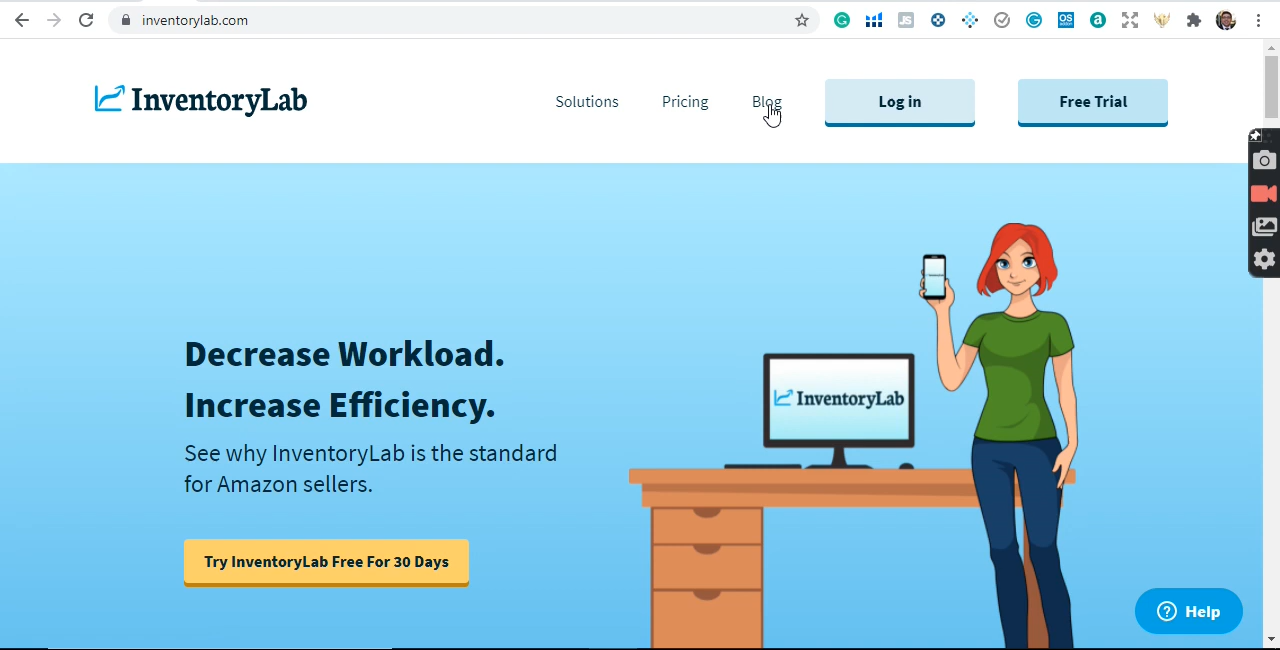 inventorylab.com
InventoryLab
Solutions
Pricing
Blog
Log in
Free Trial
Decrease Workload.
Increase Efficiency.
See why InventoryLab is the standard
for Amazon sellers.
InventoryLab
Try InventoryLab Free For 30 Days
? Help